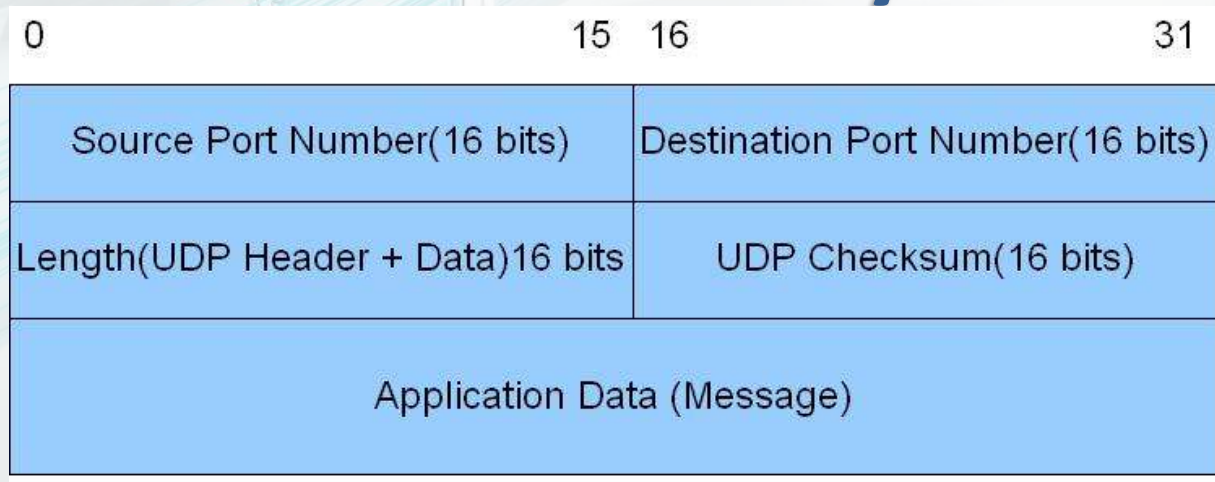 0 15 16 31
Source Port Number(16 bits) Destination Port Number(16 bits)
Length(UDP Header + Data)16 bits UDP Checksum(16 bits)
Application Data (Message)